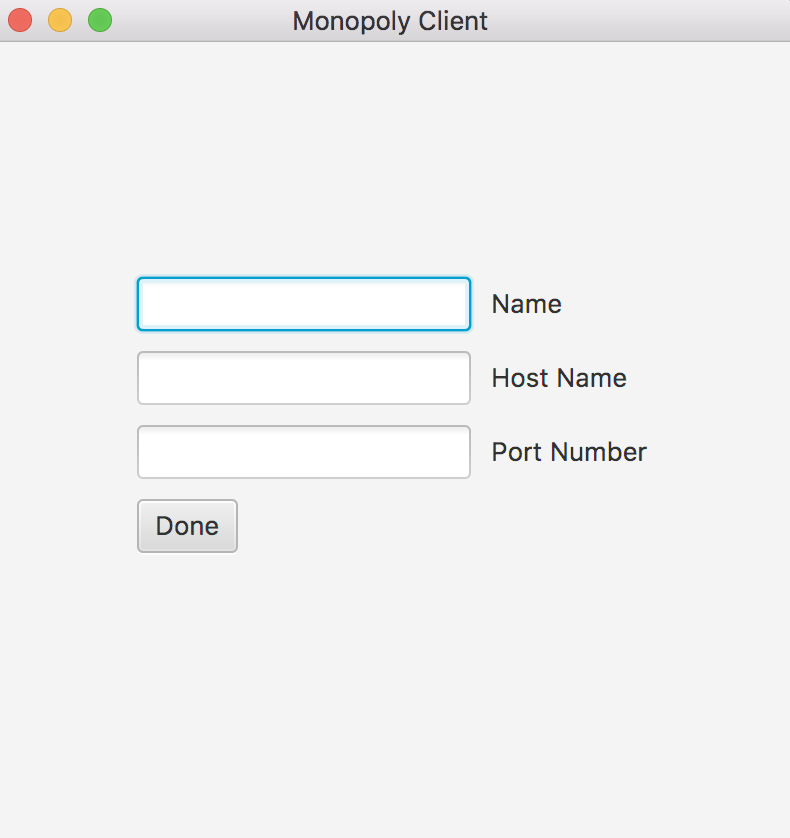 Monopoly Client
Name
Host Name
Port Number
Done